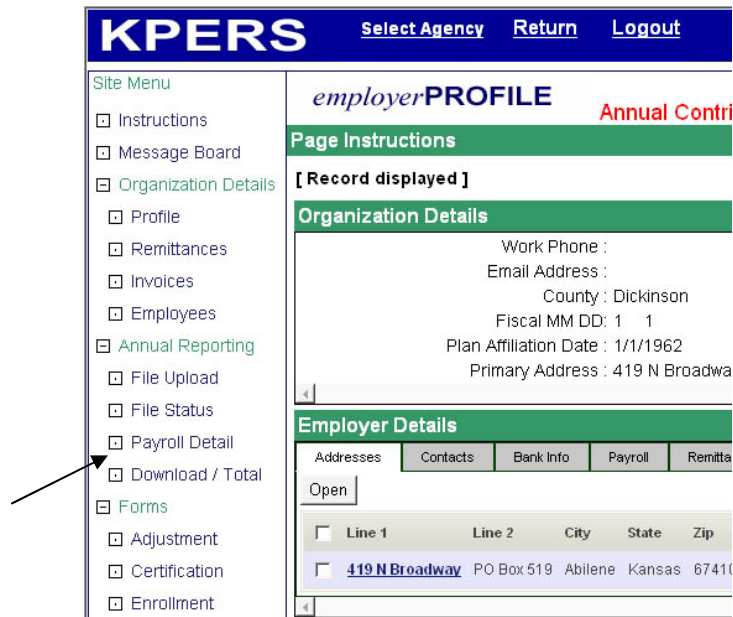 KPERS Select Agency Return Logout
Site Menu
Instructions
Message Board
Organization Details
Profile
Remittances
Invoices
Employees
Annual Reporting
File Upload
File Status
Payroll Detail
Download / Total
Forms
Adjustment
Certification
Enrollment
employerPROFILE
Annual Contri
Page Instructions
[ Record displayed ]
Organization Details
Work Phone :
Email Address :
County : Dickinson
Fiscal MM DD: 1 1
Plan Affiliation Date : 1/1/1962
Primary Address : 419 N Broadwa
Employer Details
Addresses Contacts Bank Info Payroll Remitta
Open
Line 1 Line 2 City State Zip
419 N Broadway PO Box 519 Abilene Kansas 67410